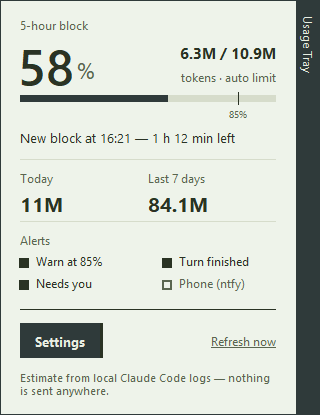 5-hour block
58%
6.3M / 10.9M
tokens · auto limit
85%
New block at 16:21 — 1 h 12 min left
Today
11M
Last 7 days
84.1M
Alerts
Warn at 85%
Turn finished
Needs you
Phone (ntfy)
Settings
Refresh now
Estimate from local Claude Code logs — nothing
is sent anywhere.
Usage Tray